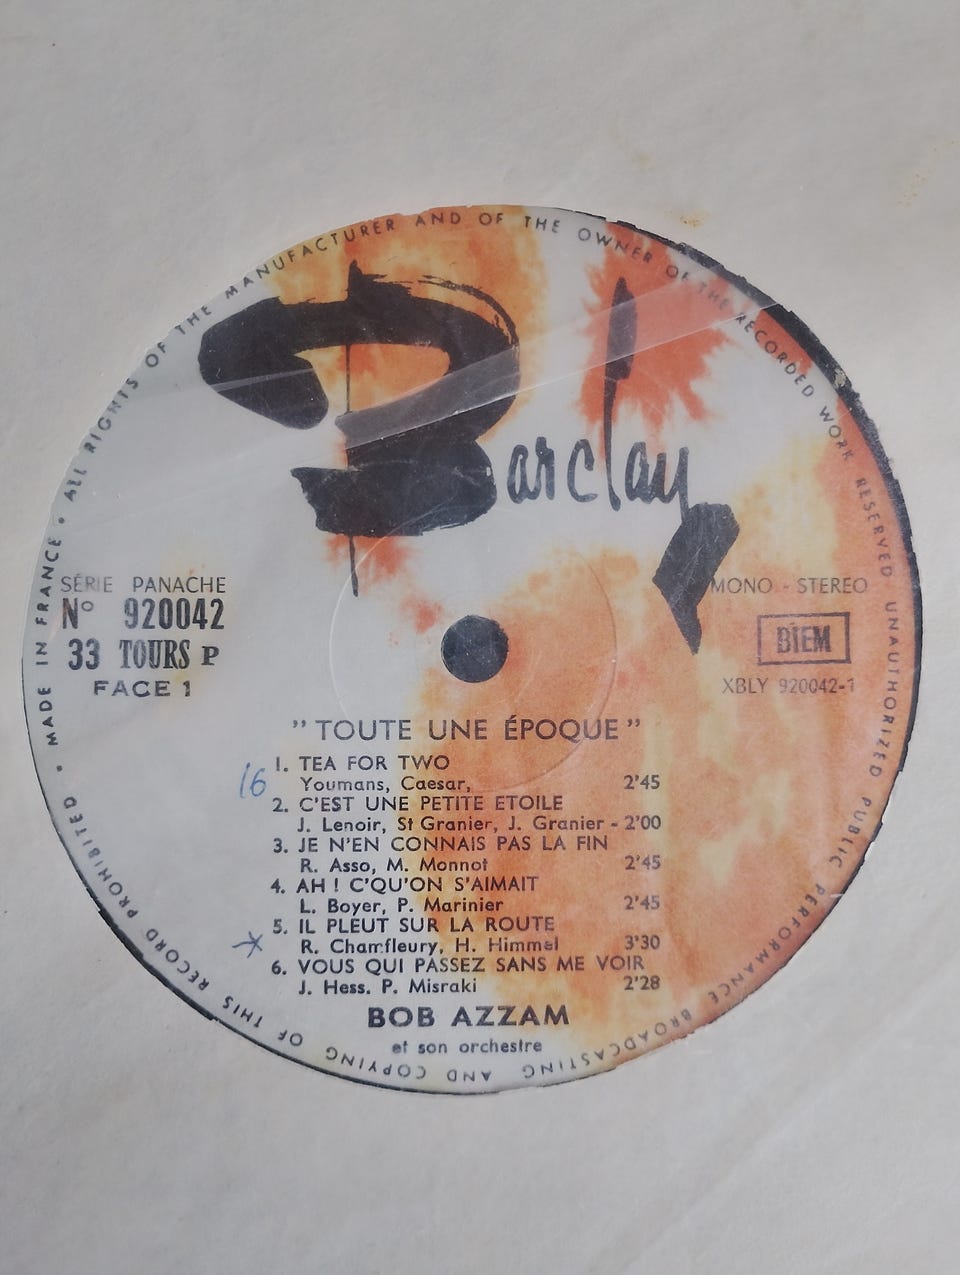 MADE IN FRANCE • ALL RIGHTS OF THE MANUFACTURER AND OF THE OWNER OF THE RECORDED WORK RESERVED UNAUTHORIZED PUBLIC PERFORMANCE BROADCASTING AND COPYING OF THIS RECORD PROHIBITED •
Barclay
SÉRIE PANACHE
Nº 920042
33 TOURS P
FACE 1
MONO - STEREO
BIEM
XBLY 920042-1
"TOUTE UNE ÉPOQUE"
16
1. TEA FOR TWO
Youmans, Caesar, 2'45
2. C'EST UNE PETITE ETOILE
J. Lenoir, St Granier, J. Granier - 2'00
3. JE N'EN CONNAIS PAS LA FIN
R. Asso, M. Monnot 2'45
4. AH ! C'QU'ON S'AIMAIT
L. Boyer, P. Marinier 2'45
5. IL PLEUT SUR LA ROUTE
R. Chamfleury, H. Himmel 3'30
6. VOUS QUI PASSEZ SANS ME VOIR
J. Hess. P. Misraki 2'28
BOB AZZAM
et son orchestre